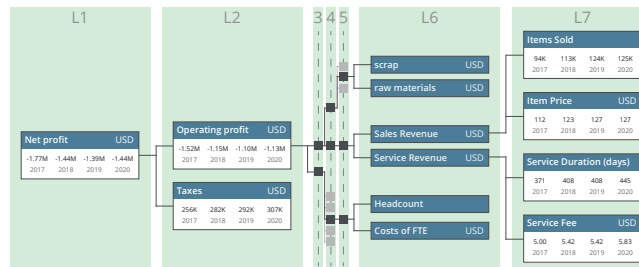 L1
L2
3
4
5
L6
L7
Net profit USD
-1.77M -1.44M -1.39M -1.44M
2017 2018 2019 2020
Operating profit USD
-1.52M -1.15M -1.10M -1.13M
2017 2018 2019 2020
Taxes USD
256K 282K 292K 307K
2017 2018 2019 2020
scrap USD
raw materials USD
Sales Revenue USD
Service Revenue USD
Headcount
Costs of FTE USD
Items Sold
94K 113K 124K 125K
2017 2018 2019 2020
Item Price USD
112 123 127 127
2017 2018 2019 2020
Service Duration (days)
371 408 408 445
2017 2018 2019 2020
Service Fee USD
5.00 5.42 5.42 5.83
2017 2018 2019 2020